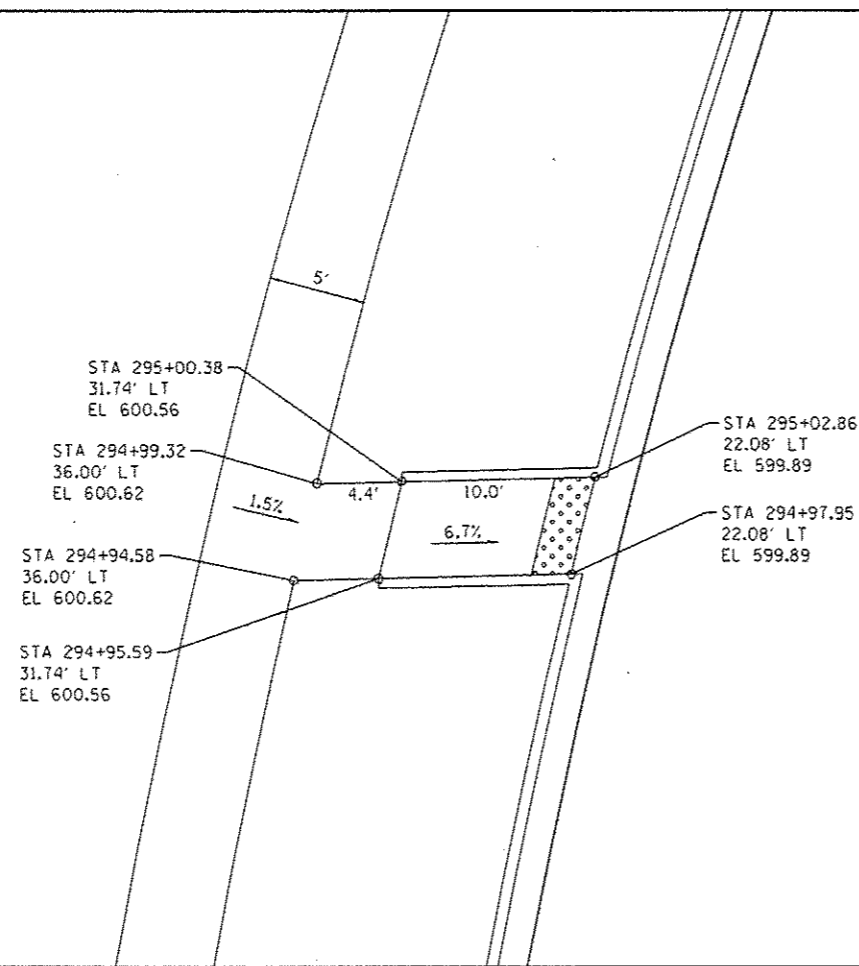 5'
STA 295+00.38
31.74' LT
EL 600.56
STA 294+99.32
36.00' LT
EL 600.62
STA 295+02.86
22.08' LT
EL 599.89
4.4'
10.0'
1.5%
6.7%
STA 294+97.95
22.08' LT
EL 599.89
STA 294+94.58
36.00' LT
EL 600.62
STA 294+95.59
31.74' LT
EL 600.56